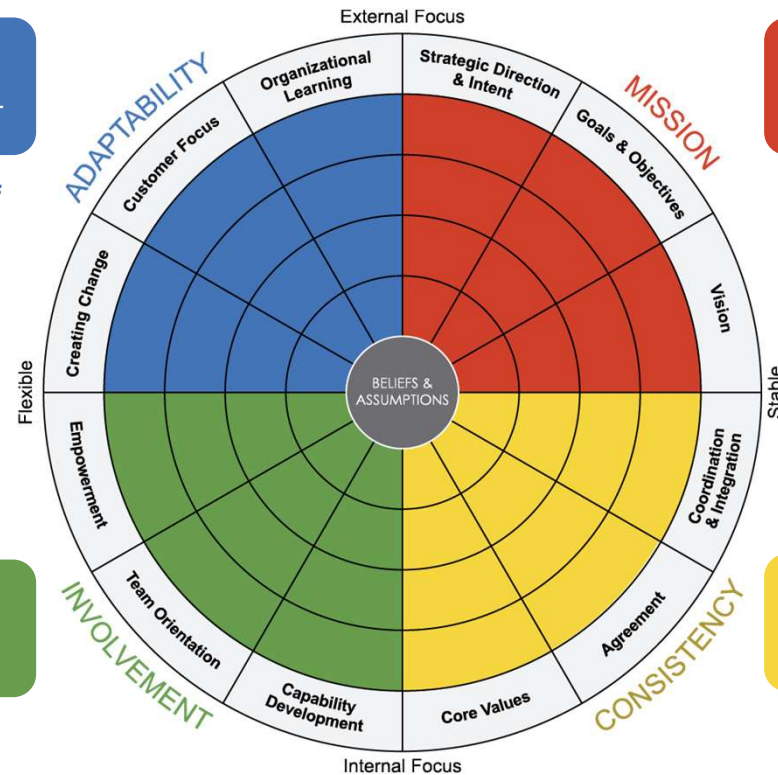 External Focus
ADAPTABILITY
Organizational
Learning
Strategic Direction
& Intent
MISSION
Customer Focus
Goals & Objectives
Creating Change
Vision
Flexible
BELIEFS &
ASSUMPTIONS
Stable
Empowerment
Coordination
& Integration
Team Orientation
Agreement
INVOLVEMENT
Capability
Development
Core Values
CONSISTENCY
Internal Focus